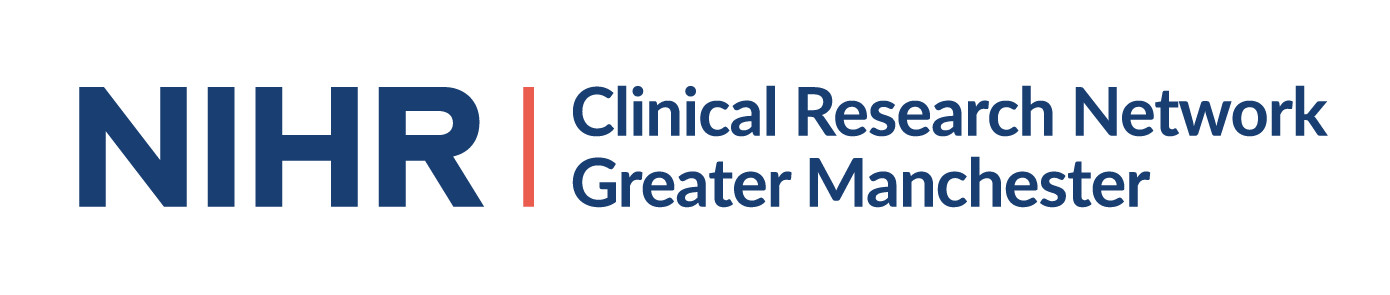 NIHR
Clinical Research Network
Greater Manchester